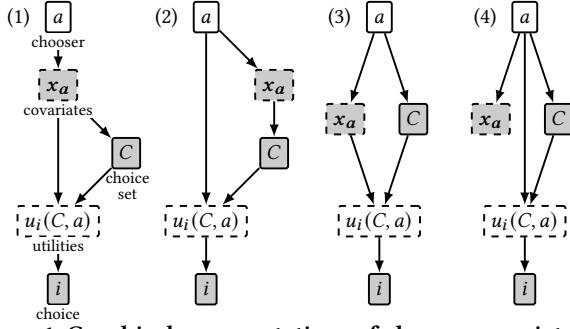 (1) a (2) a (3) a (4) a
chooser
x_a x_a
covariates
x_a C x_a C
C C
choice
set
u_i(C, a) u_i(C, a) u_i(C, a) u_i(C, a)
utilities
i i i i
choice